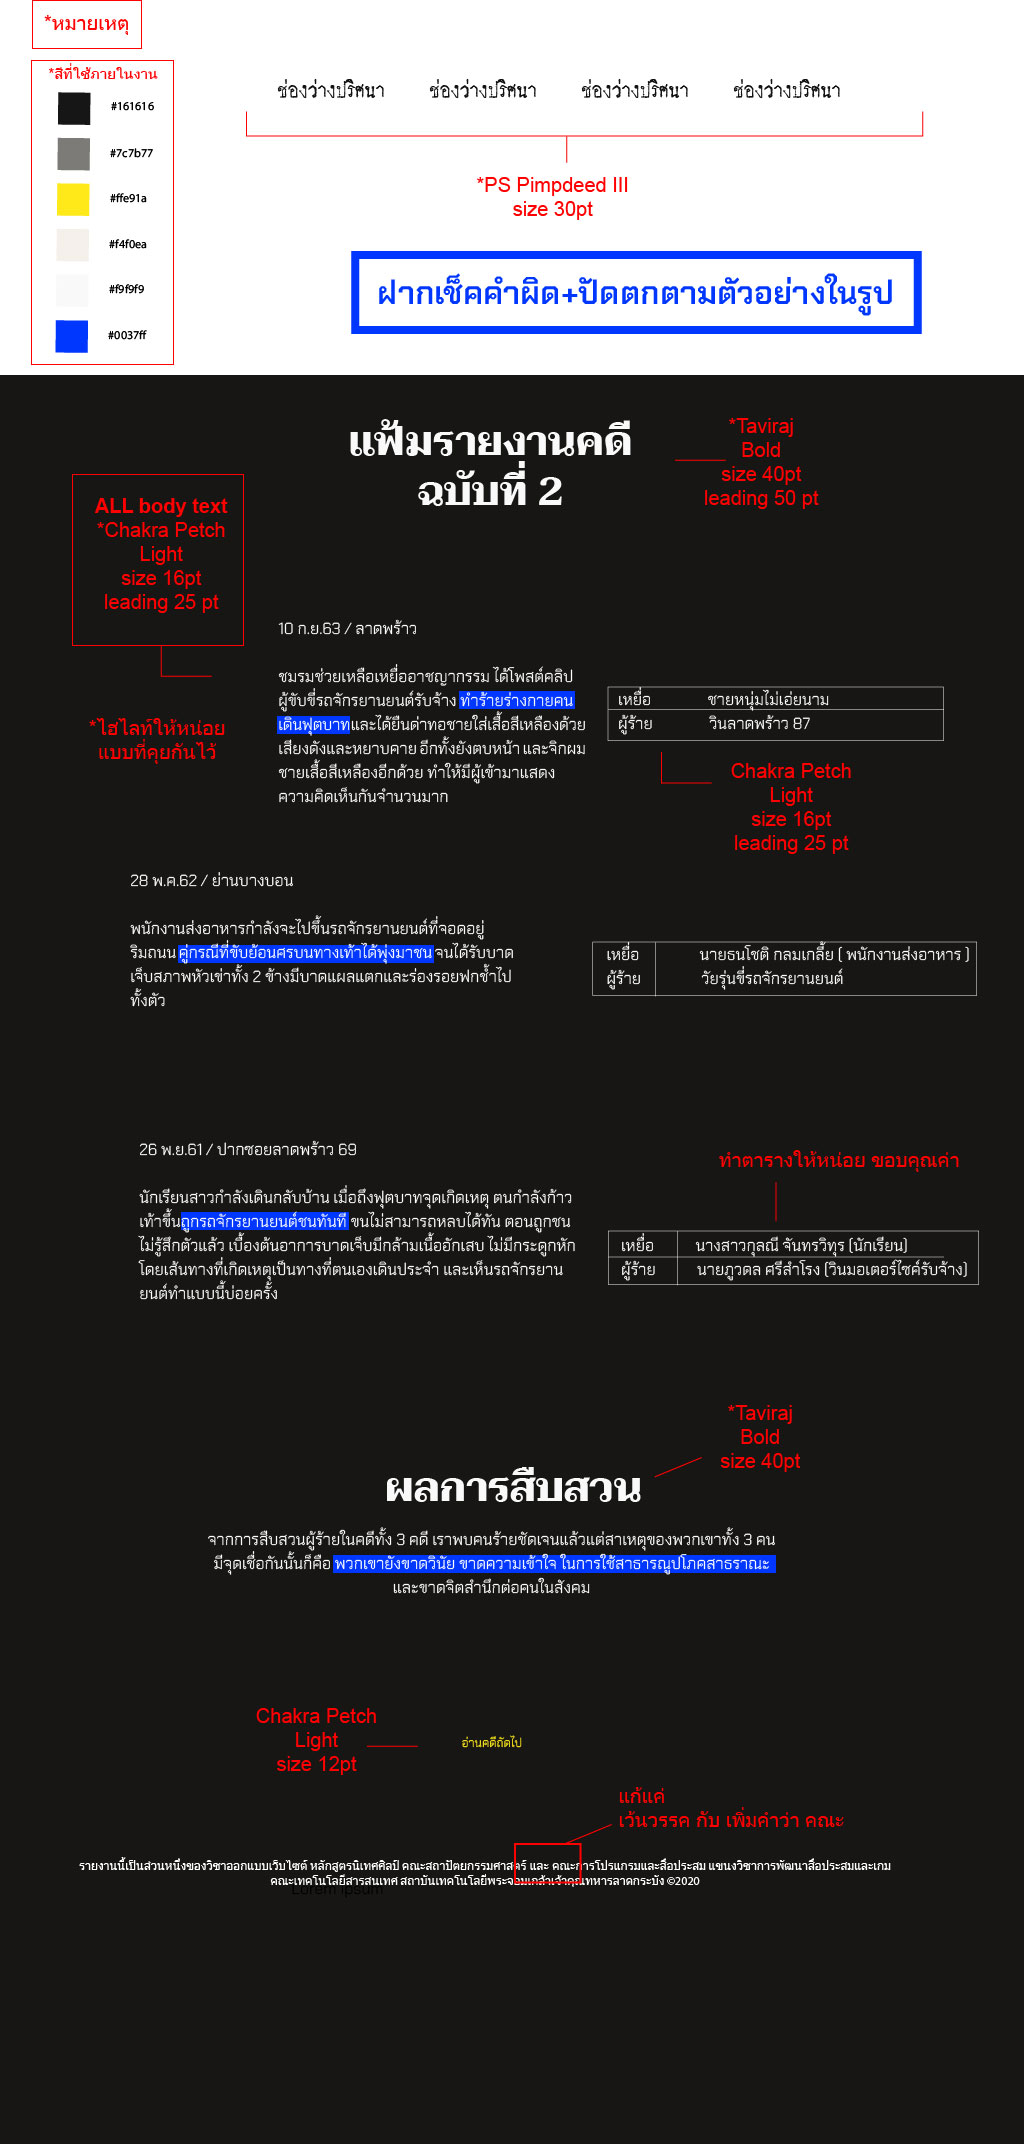 *หมายเหตุ
*สีที่ใช้ภายในงาน
#161616
#7c7b77
#ffe91a
#f4f0ea
#f9f9f9
#0037ff
ช่องว่างปริศนา ช่องว่างปริศนา ช่องว่างปริศนา ช่องว่างปริศนา
*PS Pimpdeed III
size 30pt
ฝากเช็คคำผิด+ปัดตกตามตัวอย่างในรูป
แฟ้มรายงานคดี
ฉบับที่ 2
*Taviraj
Bold
size 40pt
leading 50 pt
ALL body text
*Chakra Petch
Light
size 16pt
leading 25 pt
*ไฮไลท์ให้หน่อย
แบบที่คุยกันไว้
10 ก.ย.63 / ลาดพร้าว
ชมรมช่วยเหลือเหยื่ออาชญากรรม ได้โพสต์คลิป
ผู้ขับขี่รถจักรยานยนต์รับจ้าง ทำร้ายร่างกายคน
เดินฟุตบาทและได้ยืนด่าทอชายใส่เสื้อสีเหลืองด้วย
เสียงดังและหยาบคาย อีกทั้งยังตบหน้า และจิกผม
ชายเสื้อสีเหลืองอีกด้วย ทำให้มีผู้เข้ามาแสดง
ความคิดเห็นกันจำนวนมาก
เหยื่อ ชายหนุ่มไม่เอ่ยนาม
ผู้ร้าย วินลาดพร้าว 87
Chakra Petch
Light
size 16pt
leading 25 pt
28 พ.ค.62 / ย่านบางบอน
พนักงานส่งอาหารกำลังจะไปขึ้นรถจักรยานยนต์ที่จอดอยู่
ริมถนน คู่กรณีที่ขับย้อนศรบนทางเท้าได้พุ่งมาชน จนได้รับบาด
เจ็บสภาพหัวเข่าทั้ง 2 ข้างมีบาดแผลแตกและร่องรอยฟกช้ำไป
ทั้งตัว
เหยื่อ นายธนโชติ กลมเกลี้ย ( พนักงานส่งอาหาร )
ผู้ร้าย วัยรุ่นขี่รถจักรยานยนต์
26 พ.ย.61 / ปากซอยลาดพร้าว 69
นักเรียนสาวกำลังเดินกลับบ้าน เมื่อถึงฟุตบาทจุดเกิดเหตุ ตนกำลังก้าว
เท้าขึ้นถูกรถจักรยานยนต์ชนทันที ขนไม่สามารถหลบได้ทัน ตอนถูกชน
ไม่รู้สึกตัวแล้ว เบื้องต้นอาการบาดเจ็บมีกล้ามเนื้ออักเสบ ไม่มีกระดูกหัก
โดยเส้นทางที่เกิดเหตุเป็นทางที่ตนเองเดินประจำ และเห็นรถจักรยาน
ยนต์ทำแบบนี้บ่อยครั้ง
ทำตารางให้หน่อย ขอบคุณค่า
เหยื่อ นางสาวกุลณี จันทรวิทุร (นักเรียน)
ผู้ร้าย นายภูวดล ศรีสำโรง (วินมอเตอร์ไซค์รับจ้าง)
*Taviraj
Bold
size 40pt
ผลการสืบสวน
จากการสืบสวนผู้ร้ายในคดีทั้ง 3 คดี เราพบคนร้ายชัดเจนแล้วแต่สาเหตุของพวกเขาทั้ง 3 คน
มีจุดเชื่อกันนั้นก็คือ พวกเขายังขาดวินัย ขาดความเข้าใจ ในการใช้สาธารณูปโภคสาธราณะ
และขาดจิตสำนึกต่อคนในสังคม
Chakra Petch
Light
size 12pt
อ่านคดีถัดไป
แก้แค่
เว้นวรรค กับ เพิ่มคำว่า คณะ
รายงานนี้เป็นส่วนหนึ่งของวิชาออกแบบเว็บไซต์ หลักสูตรนิเทศศิลป์ คณะสถาปัตยกรรมศาสตร์ และ คณะการโปรแกรมและสื่อประสม แขนงวิชาการพัฒนาสื่อประสมและเกม
คณะเทคโนโลยีสารสนเทศ สถาบันเทคโนโลยีพระจอมเกล้าเจ้าคุณทหารลาดกระบัง ©2020
Lorem ipsum